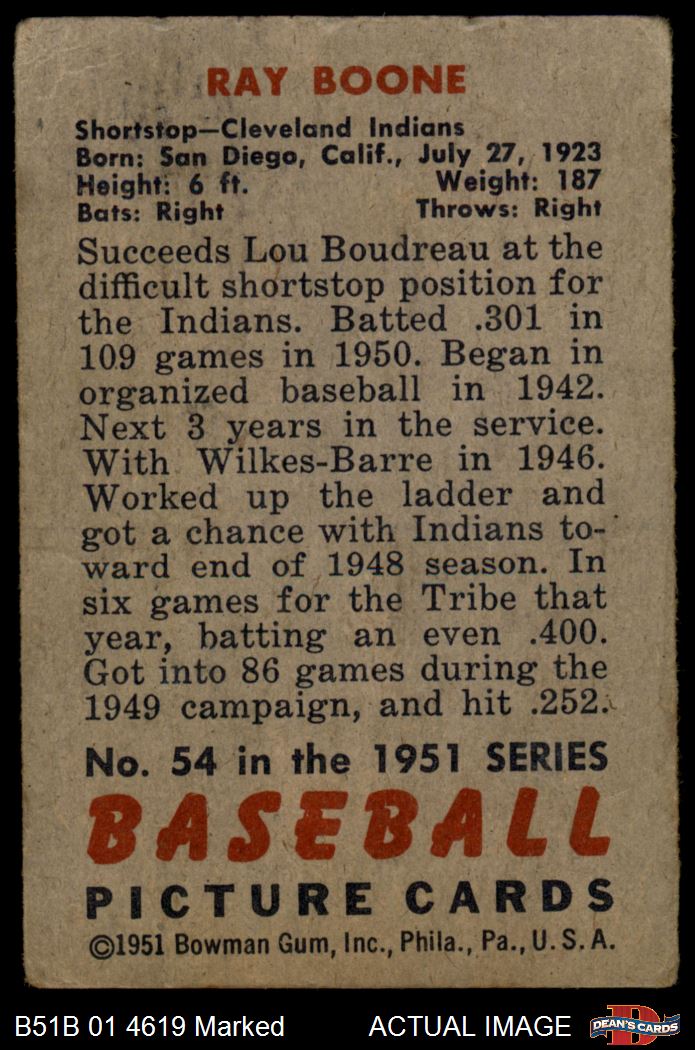 RAY BOONE
Shortstop—Cleveland Indians
Born: San Diego, Calif., July 27, 1923
Height: 6 ft. Weight: 187
Bats: Right Throws: Right
Succeeds Lou Boudreau at the
difficult shortstop position for
the Indians. Batted .301 in
109 games in 1950. Began in
organized baseball in 1942.
Next 3 years in the service.
With Wilkes-Barre in 1946.
Worked up the ladder and
got a chance with Indians to-
ward end of 1948 season. In
six games for the Tribe that
year, batting an even .400.
Got into 86 games during the
1949 campaign, and hit .252.
No. 54 in the 1951 SERIES
BASEBALL
PICTURE CARDS
©1951 Bowman Gum, Inc., Phila., Pa., U. S. A.
B51B 01 4619 Marked ACTUAL IMAGE D DEAN'S CARDS